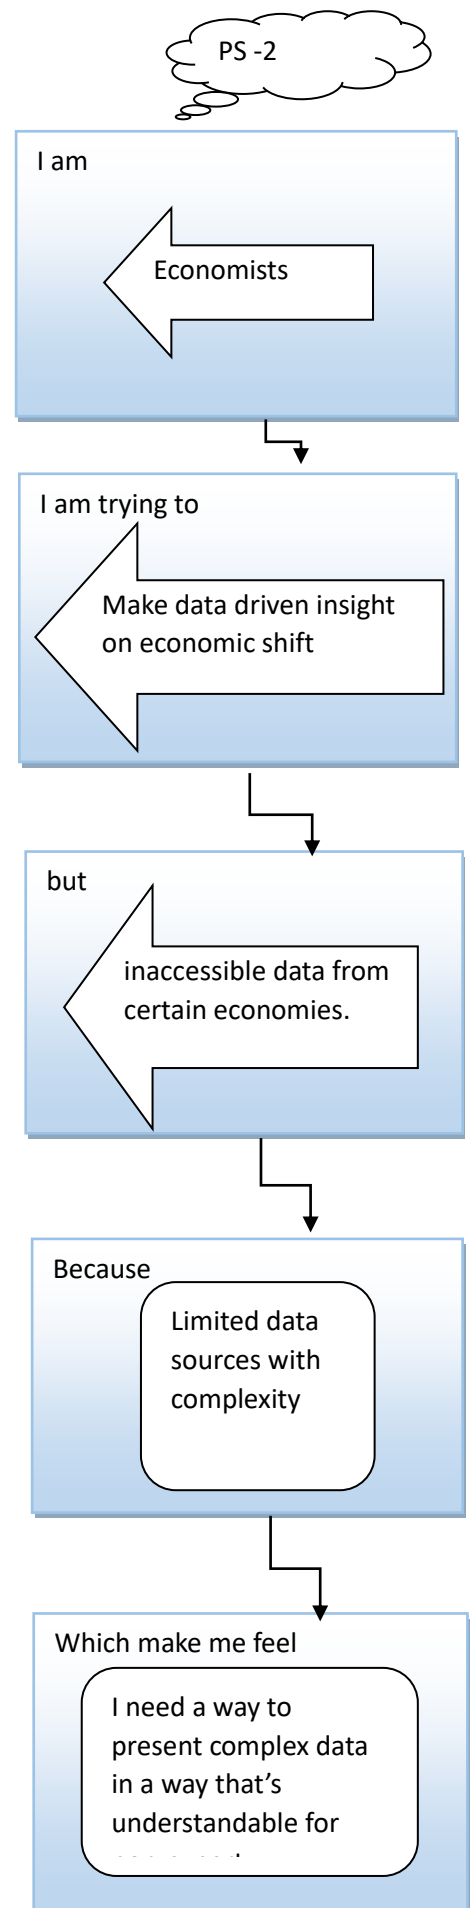 PS -2
I am
Economists
I am trying to
Make data driven insight
on economic shift
but
inaccessible data from
certain economies.
Because
Limited data
sources with
complexity
Which make me feel
I need a way to
present complex data
in a way that's
understandable for